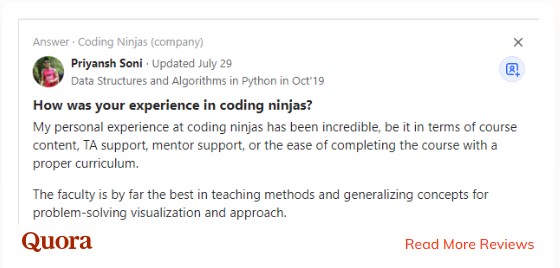 Answer · Coding Ninjas (company)
Priyansh Soni · Updated July 29
Data Structures and Algorithms in Python in Oct'19
How was your experience in coding ninjas?
My personal experience at coding ninjas has been incredible, be it in terms of course
content, TA support, mentor support, or the ease of completing the course with a
proper curriculum.
The faculty is by far the best in teaching methods and generalizing concepts for
problem-solving visualization and approach.
Quora
Read More Reviews